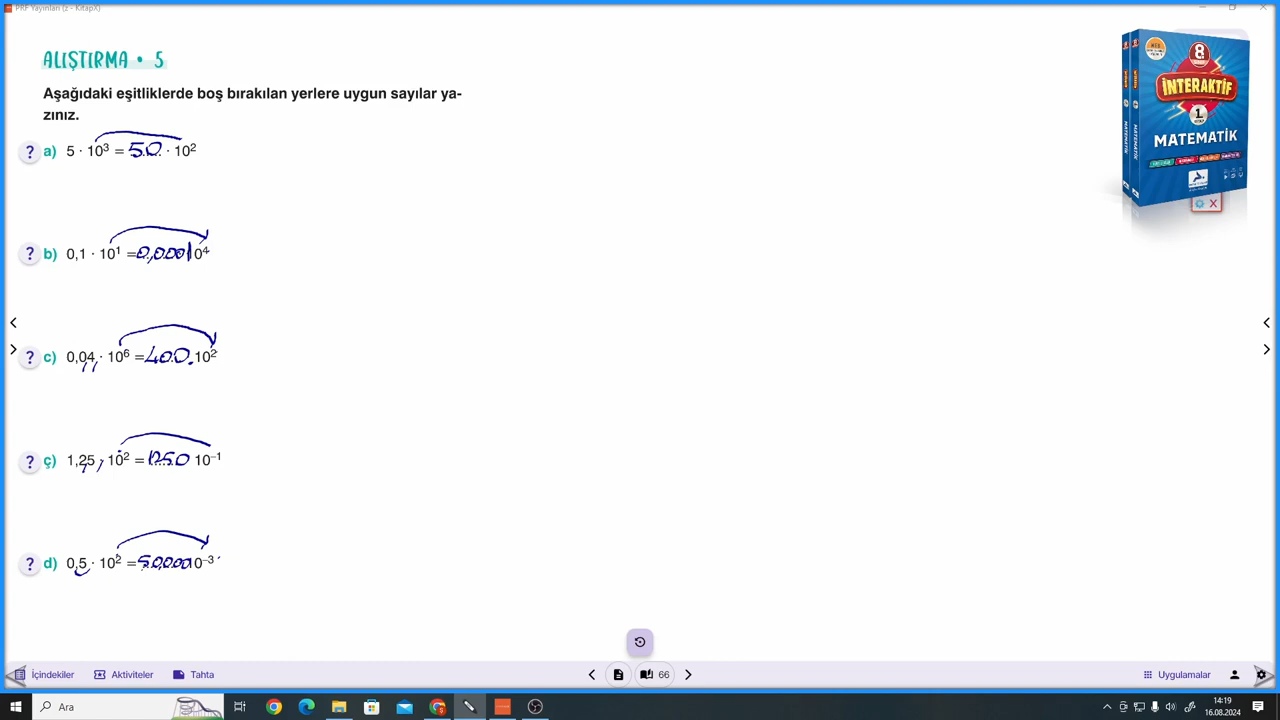 PRF Yayınları (z - KitapX)
ALIŞTIRMA • 5
Aşağıdaki eşitliklerde boş bırakılan yerlere uygun sayılar ya-
zınız.
? a) 5 · 10³ = 50 · 10²
? b) 0,1 · 10¹ = 0,0001 10⁴
? c) 0,04 · 10⁶ = 400 · 10²
? ç) 1,25 · 10² = 1250 10⁻¹
? d) 0,5 · 10² = 50000 10⁻³
8.
İNTERAKTİF
1.
MATEMATİK
İçindekiler
Aktiviteler
Tahta
66
Uygulamalar
Ara
14:19
16.08.2024